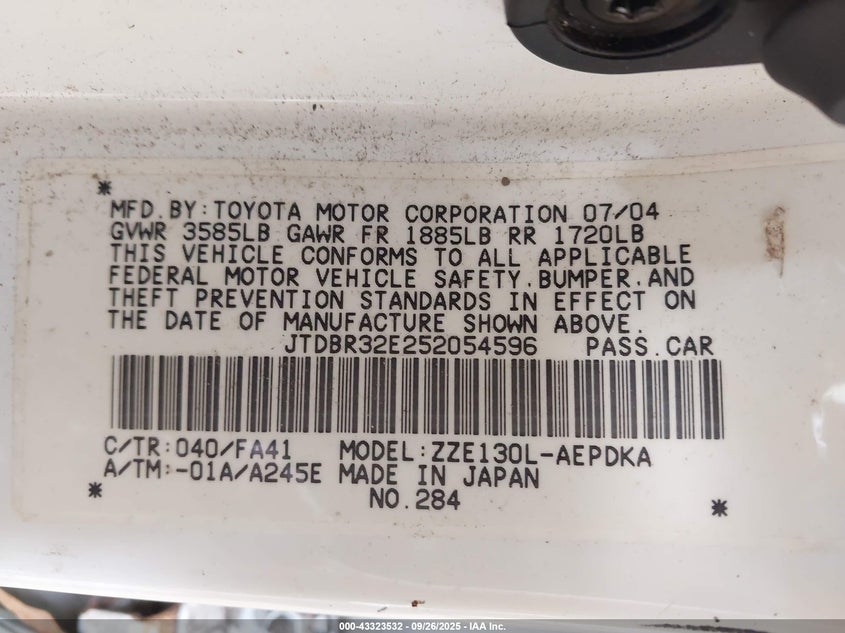 MFD.BY:TOYOTA MOTOR CORPORATION 07/04
GVWR 3585LB GAWR FR 1885LB RR 1720LB
THIS VEHICLE CONFORMS TO ALL APPLICABLE
FEDERAL MOTOR VEHICLE SAFETY.BUMPER.AND
THEFT PREVENTION STANDARDS IN EFFECT ON
THE DATE OF MANUFACTURE SHOWN ABOVE.
JTDBR32E252054596 PASS.CAR
C/TR:040/FA41 MODEL:ZZE130L-AEPDKA
A/TM:-01A/A245E MADE IN JAPAN
NO.284
000-43323532 - 09/26/2025 - IAA Inc.